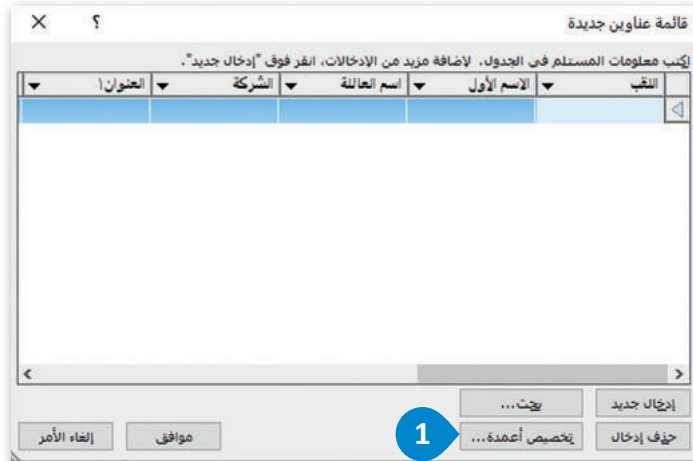 قائمة عناوين جديدة ؟ ×
اكتب معلومات المستلم في الجدول. لإضافة مزيد من الإدخالات، انقر فوق "إدخال جديد".
اللقب الاسم الأول اسم العائلة الشركة العنوان١
إدخال جديد بحث...
حذف إدخال تخصيص أعمدة... 1 موافق إلغاء الأمر